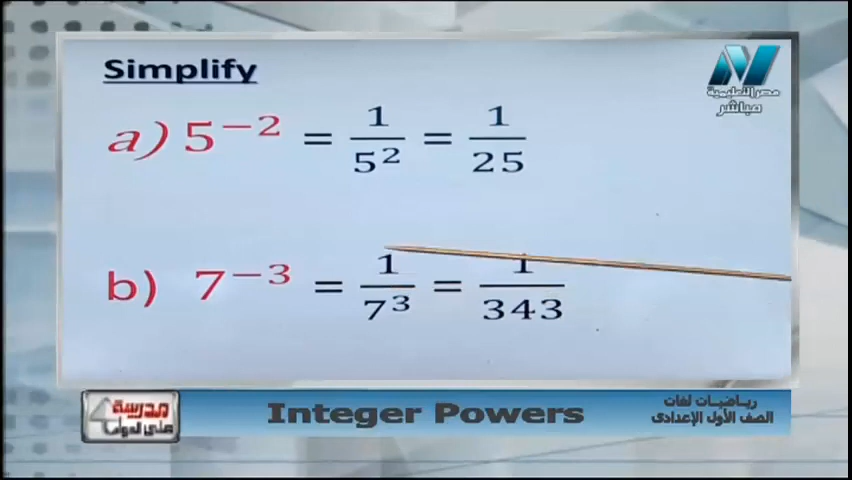 Simplify
مصر التعليمية
مباشر
a) 5⁻² = 1/5² = 1/25
b) 7⁻³ = 1/7³ = 1/343
مدرسة
على الهواء
Integer Powers
رياضيات لغات
الصف الأول الإعدادى